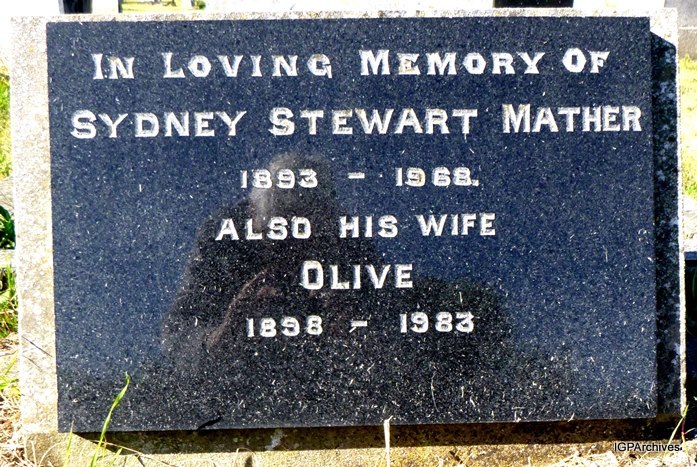 In Loving Memory Of
Sydney Stewart Mather
1893 - 1968.
Also His Wife
Olive
1898 - 1983
IGPArchives